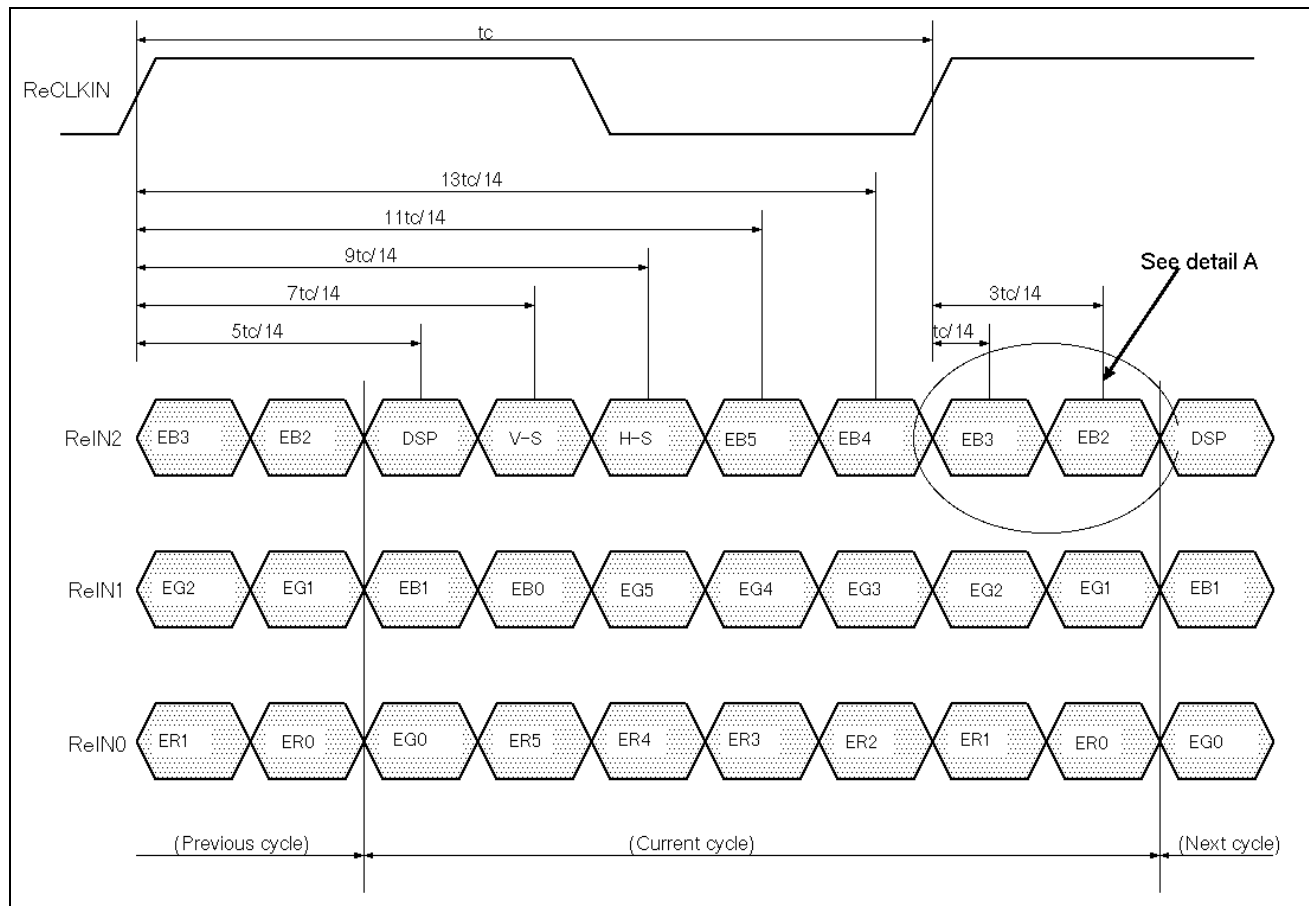 tc
ReCLKIN
13tc/14
11tc/14
9tc/14
See detail A
7tc/14
3tc/14
5tc/14
tc/14
ReIN2 EB3 EB2 DSP V-S H-S EB5 EB4 EB3 EB2 DSP
ReIN1 EG2 EG1 EB1 EB0 EG5 EG4 EG3 EG2 EG1 EB1
ReIN0 ER1 ER0 EG0 ER5 ER4 ER3 ER2 ER1 ER0 EG0
(Previous cycle) (Current cycle) (Next cycle)